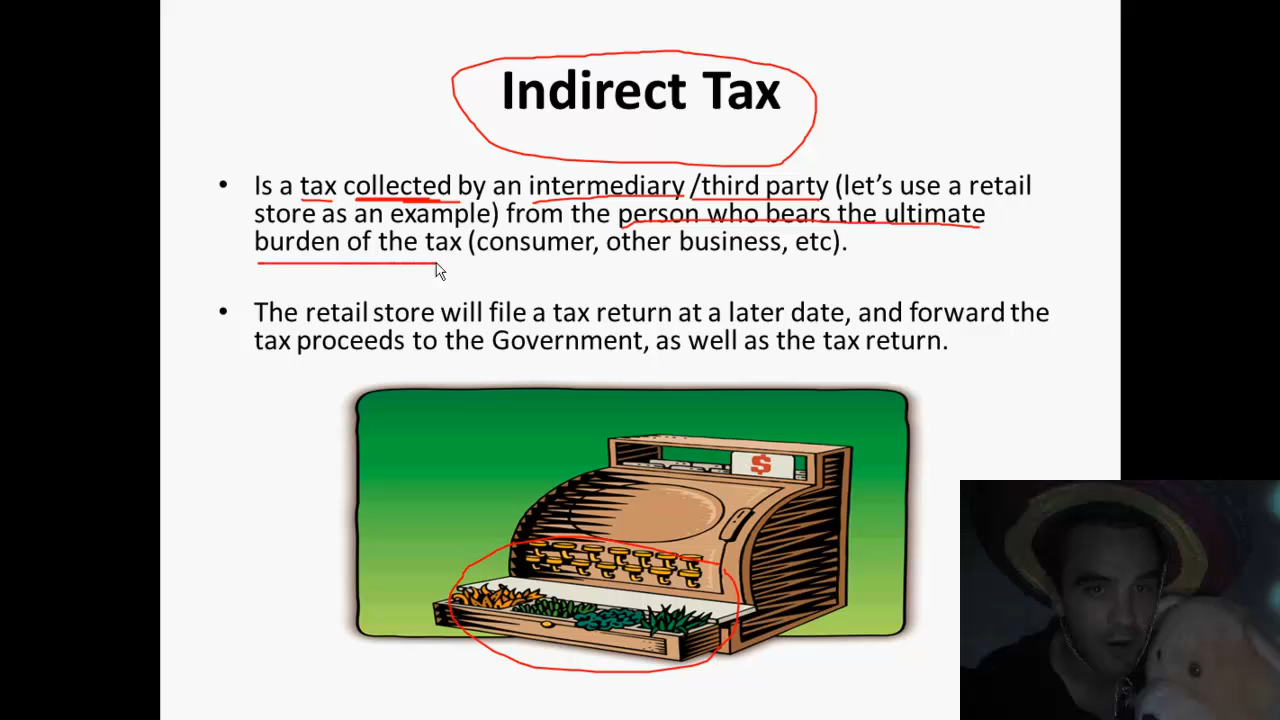 Indirect Tax
• Is a tax collected by an intermediary /third party (let's use a retail
store as an example) from the person who bears the ultimate
burden of the tax (consumer, other business, etc).
• The retail store will file a tax return at a later date, and forward the
tax proceeds to the Government, as well as the tax return.
$